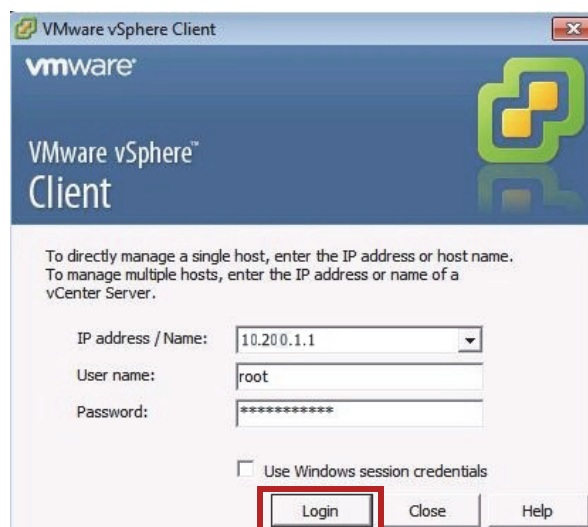 VMware vSphere Client
vmware®
VMware vSphere™
Client
To directly manage a single host, enter the IP address or host name.
To manage multiple hosts, enter the IP address or name of a
vCenter Server.
IP address / Name: 10.200.1.1
User name: root
Password: ***********
Use Windows session credentials
Login Close Help